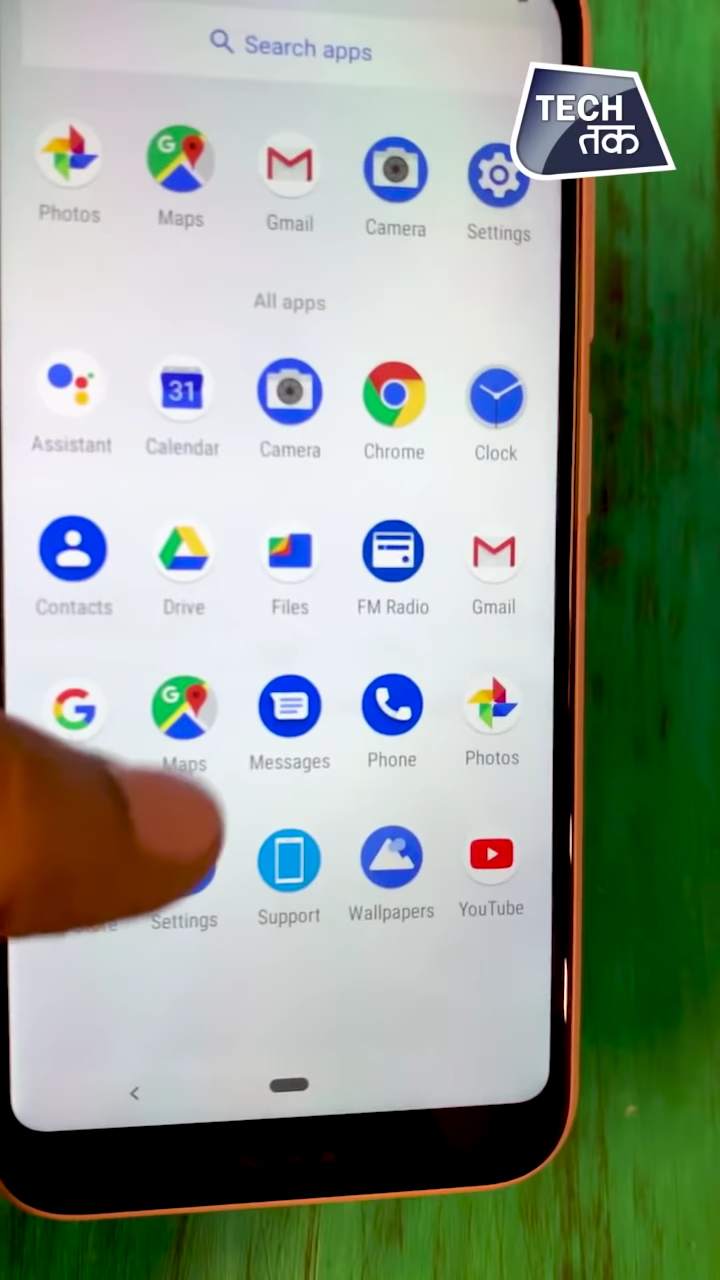 Search apps
TECH
तक
Photos Maps Gmail Camera Settings
All apps
31
Assistant Calendar Camera Chrome Clock
Contacts Drive Files FM Radio Gmail
G G
Maps Messages Phone Photos
Settings Support Wallpapers YouTube